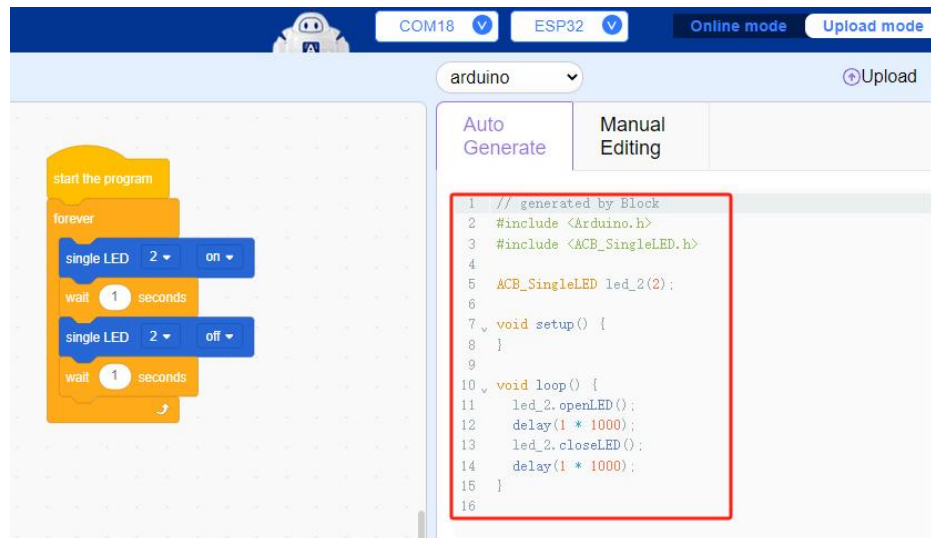 COM18
ESP32
Online mode
Upload mode
arduino
Upload
Auto Generate
Manual Editing
start the program
forever
single LED 2 on
wait 1 seconds
single LED 2 off
wait 1 seconds
A
1 // generated by Block
2 #include <Arduino.h>
3 #include <ACB_SingleLED.h>
4
5 ACB_SingleLED led_2(2);
6
7 void setup() {
8 }
9
10 void loop() {
11 led_2.openLED();
12 delay(1 * 1000);
13 led_2.closeLED();
14 delay(1 * 1000);
15 }
16